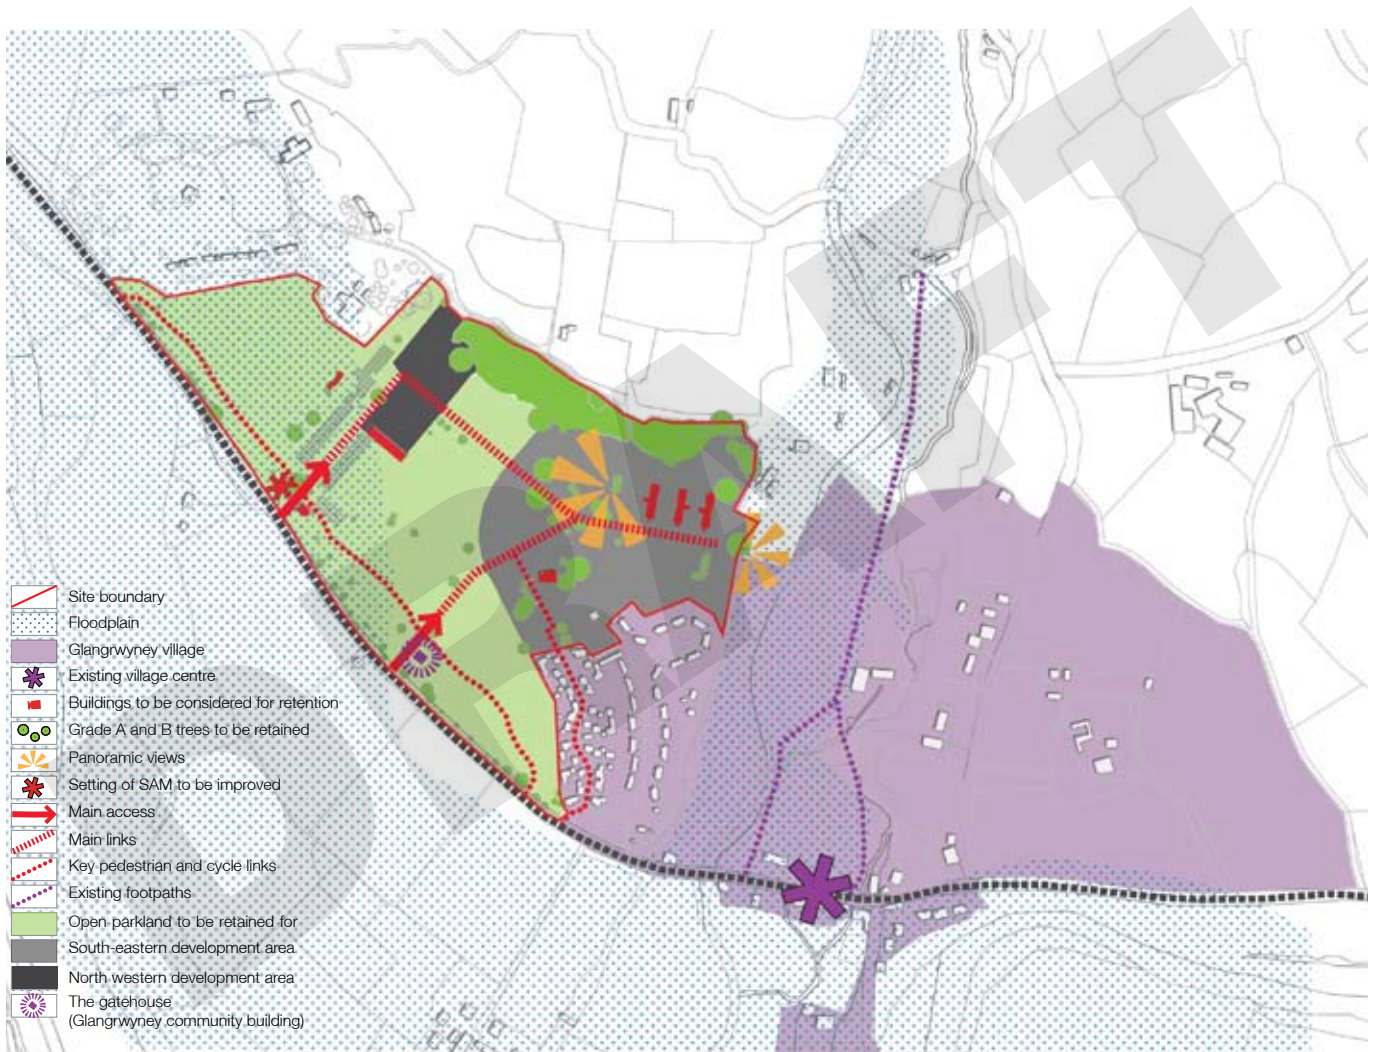 DRAFT
Site boundary
Floodplain
Glangrwyney village
Existing village centre
Buildings to be considered for retention
Grade A and B trees to be retained
Panoramic views
Setting of SAM to be improved
Main access
Main links
Key pedestrian and cycle links
Existing footpaths
Open parkland to be retained for
South-eastern development area
North western development area
The gatehouse
(Glangrwyney community building)